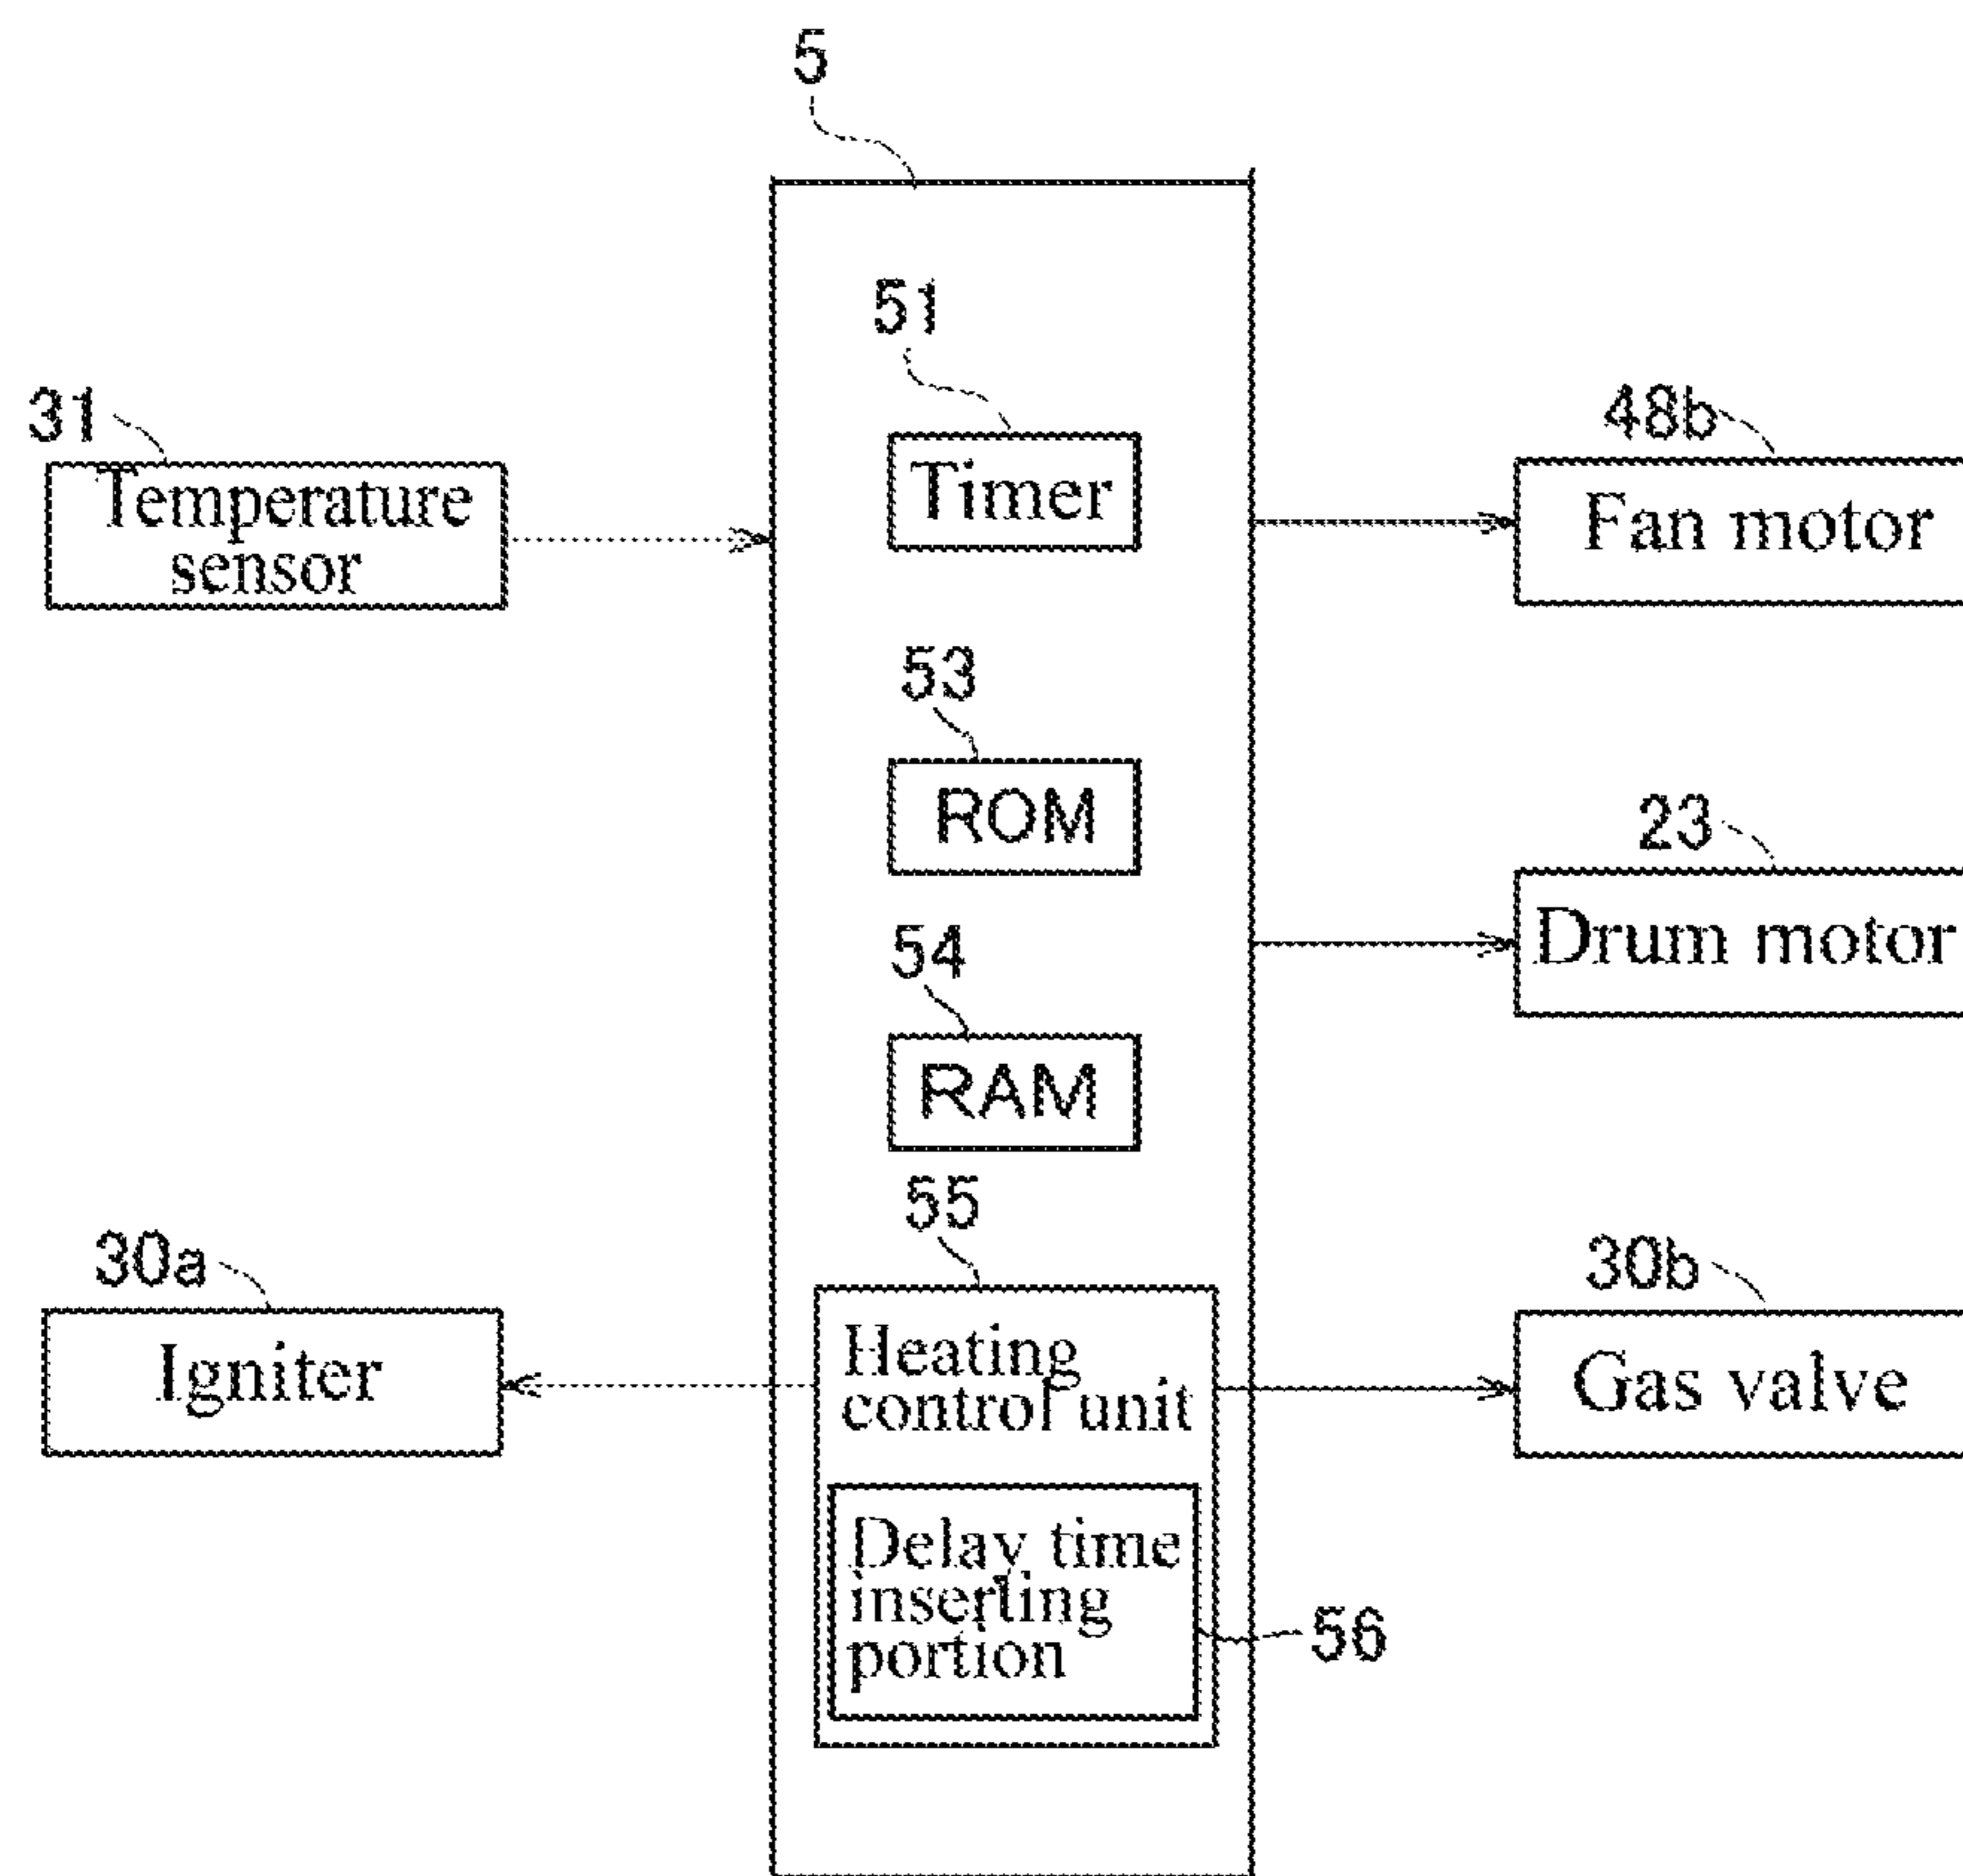 5
51
31
Timer
Temperature
sensor
48b
Fan motor
53
ROM
23
Drum motor
54
RAM
55
30a
Igniter
Heating
control unit
30b
Gas valve
Delay time
inserting
portion
56